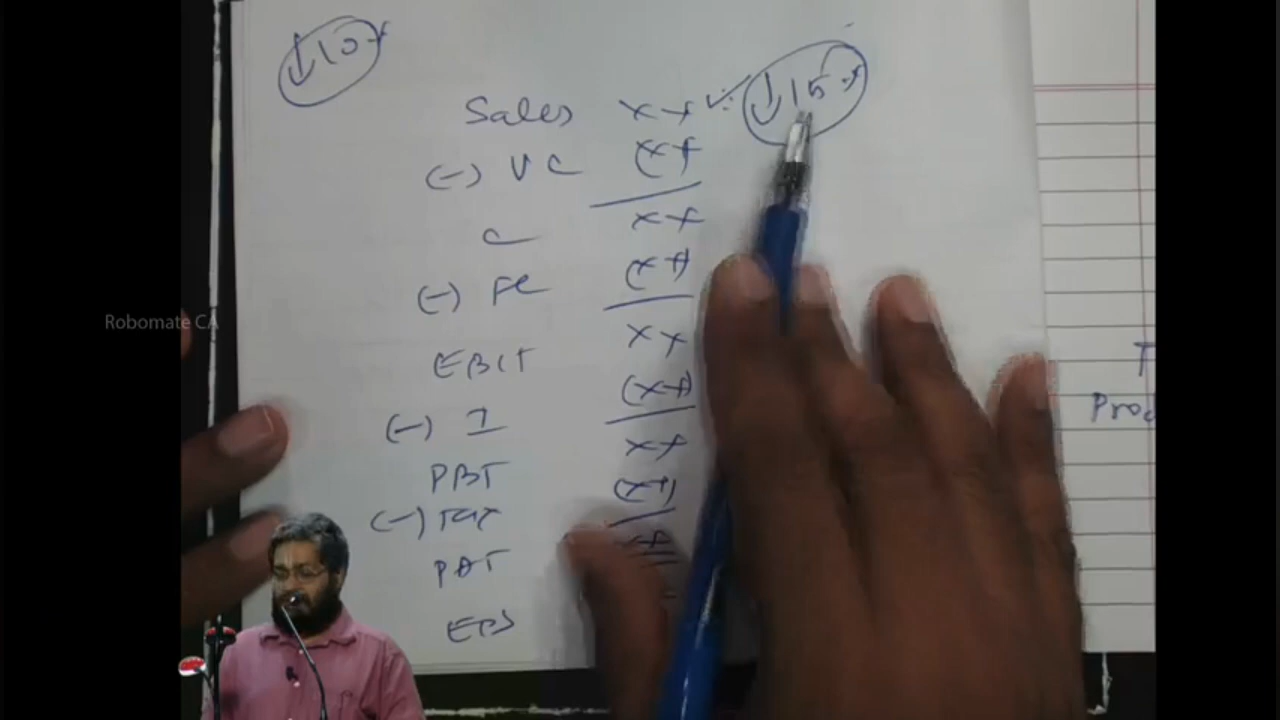 ↓10%
Sales xx ✓÷ ↓15%
(-) VC (xx)
C xx
(-) FC (xx)
EBIT xx
(-) I (xx)
PBT xx
(-) Tax (xx)
PAT
EPS
Robomate CA